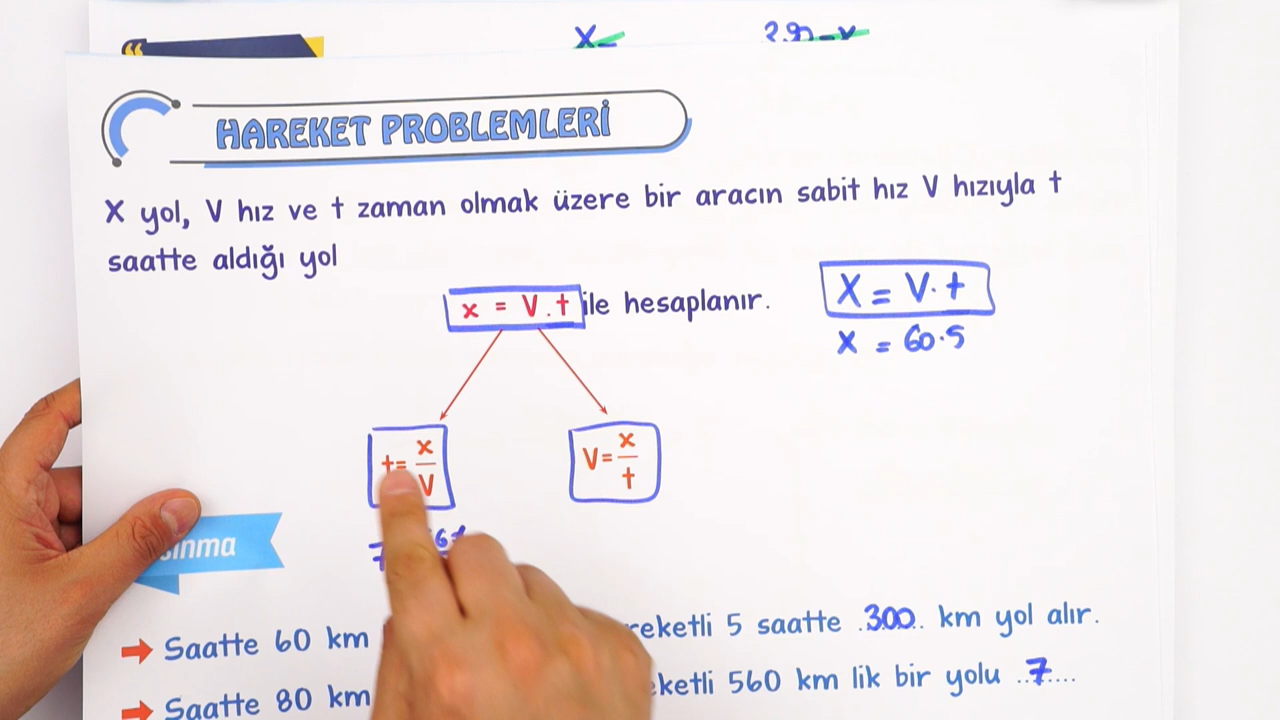 HAREKET PROBLEMLERİ
X yol, V hız ve t zaman olmak üzere bir aracın sabit hız V hızıyla t
saatte aldığı yol
x = V.t ile hesaplanır.
X = V.t
X = 60.5
t = x/V
V = x/t
Saatte 60 km
5 saatte 300 km yol alır.
Saatte 80 km
560 km lik bir yolu 7